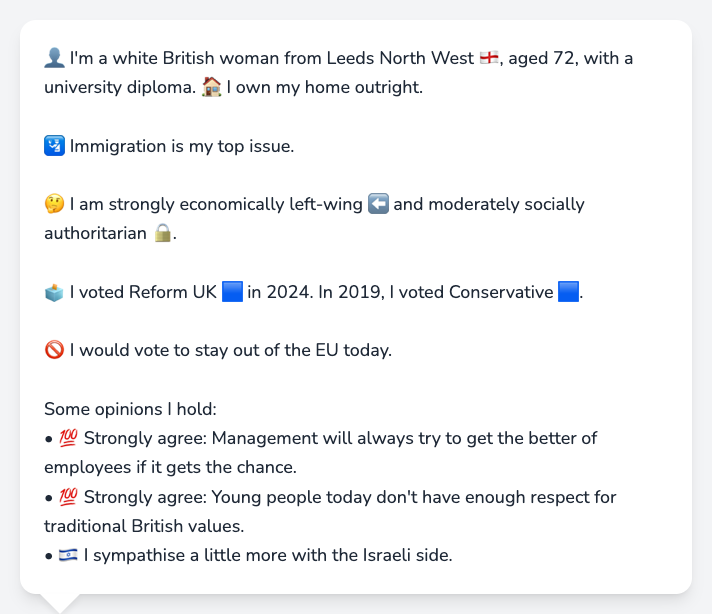 👤 I'm a white British woman from Leeds North West 🏴󠁧󠁢󠁥󠁮󠁧󠁿, aged 72, with a
university diploma. 🏠 I own my home outright.
🛂 Immigration is my top issue.
🤔 I am strongly economically left-wing ⬅️ and moderately socially
authoritarian 🔒.
🗳️ I voted Reform UK 🟦 in 2024. In 2019, I voted Conservative 🟦.
🚫 I would vote to stay out of the EU today.
Some opinions I hold:
• 💯 Strongly agree: Management will always try to get the better of
employees if it gets the chance.
• 💯 Strongly agree: Young people today don't have enough respect for
traditional British values.
• 🇮🇱 I sympathise a little more with the Israeli side.